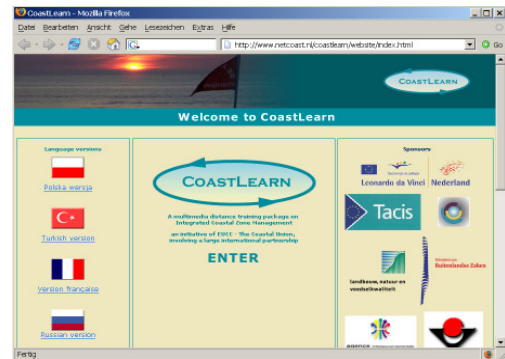 CoastLearn - Mozilla Firefox
Datei Bearbeiten Ansicht Gehe Lesezeichen Extras Hilfe
http://www.netcoast.nl/coastlearn/website/index.html
Go
COASTLEARN
Welcome to CoastLearn
Language versions
Polska wersja
Turkish version
Version française
Russian version
COASTLEARN
A multimedia distance training package on
Integrated Coastal Zone Management
an initiative of EUCC - The Coastal Union,
involving a large international partnership
ENTER
Sponsors
Leonardo da Vinci Nederland
Tacis
landbouw, natuur en
voedselkwaliteit
Buitenlandse Zaken
agence
Fertig